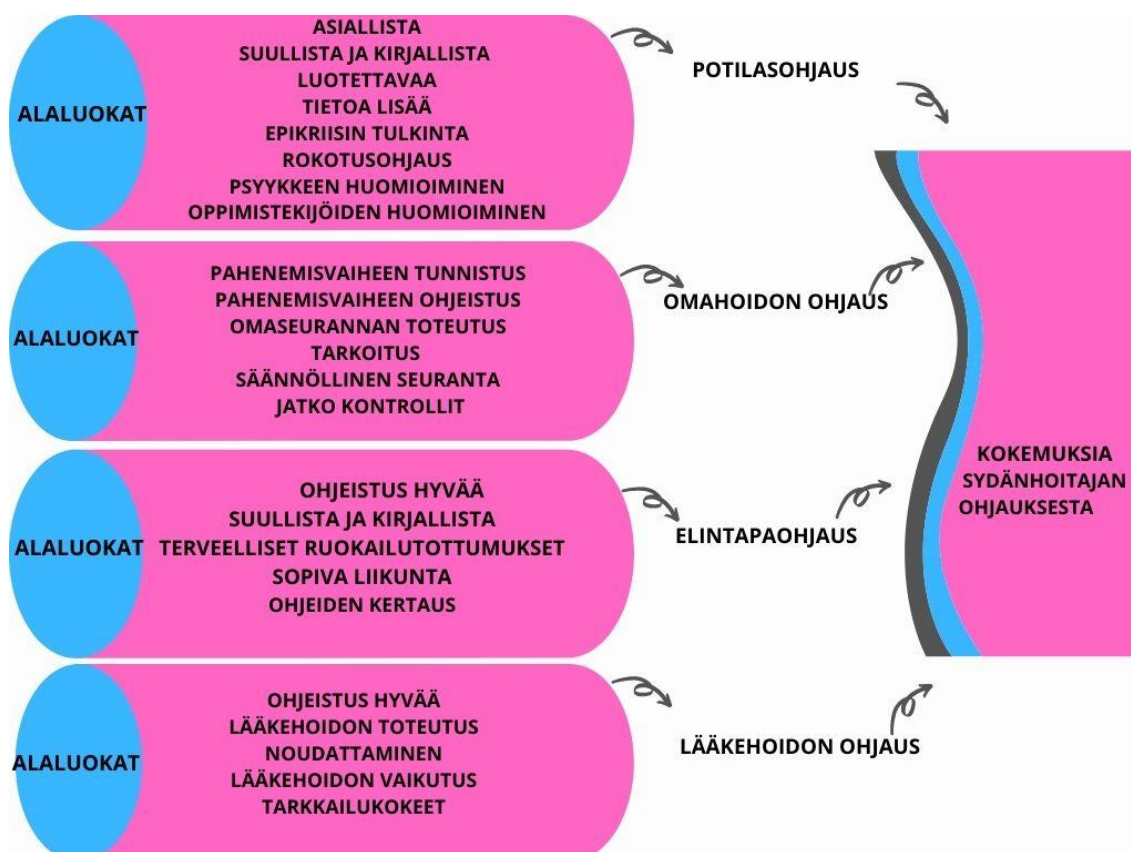 ALALUOKAT
ASIALLISTA
SUULLISTA JA KIRJALLISTA
LUOTETTAVAA
TIETOA LISÄÄ
EPIKRIISIN TULKINTA
ROKOTUSOHJAUS
PSYYKKEEN HUOMIOIMINEN
OPPIMISTEKIJÖIDEN HUOMIOIMINEN
POTILASOHJAUS
ALALUOKAT
PAHENEMISVAIHEEN TUNNISTUS
PAHENEMISVAIHEEN OHJEISTUS
OMASEURANNAN TOTEUTUS
TARKOITUS
SÄÄNNÖLLINEN SEURANTA
JATKO KONTROLLIT
OMAHOIDON OHJAUS
ALALUOKAT
OHJEISTUS HYVÄÄ
SUULLISTA JA KIRJALLISTA
TERVEELLISET RUOKAILUTOTTUMUKSET
SOPIVA LIIKUNTA
OHJEIDEN KERTAUS
ELINTAPAOHJAUS
ALALUOKAT
OHJEISTUS HYVÄÄ
LÄÄKEHOIDON TOTEUTUS
NOUDATTAMINEN
LÄÄKEHOIDON VAIKUTUS
TARKKAILUKOKEET
LÄÄKEHOIDON OHJAUS
KOKEMUKSIA
SYDÄNHOITAJAN
OHJAUKSESTA